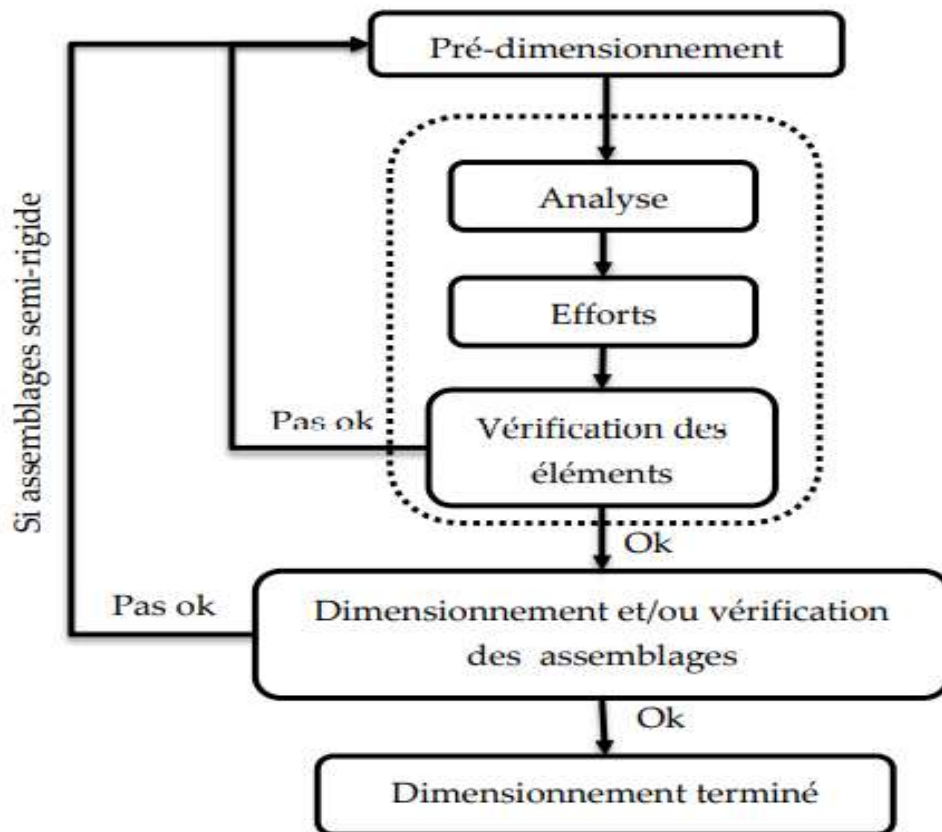 Pré-dimensionnement
Analyse
Efforts
Vérification des
éléments
Pas ok
Ok
Si assemblages semi-rigide
Pas ok
Dimensionnement et/ou vérification
des assemblages
Ok
Dimensionnement terminé